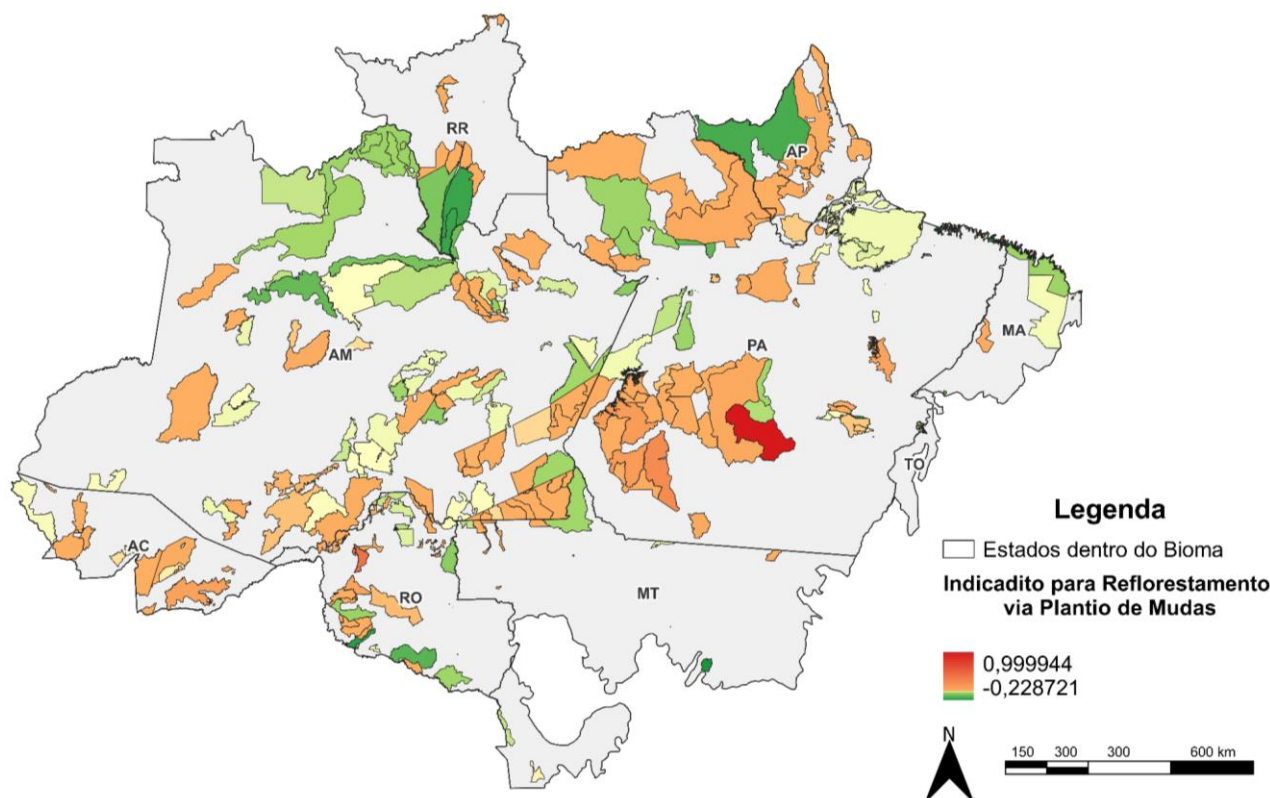 RR
AP
AM
PA
MA
TO
AC
RO
MT
Legenda
Estados dentro do Bioma
Indicadito para Reflorestamento
via Plantio de Mudas
0,999944
-0,228721
N
150 300 300 600 km